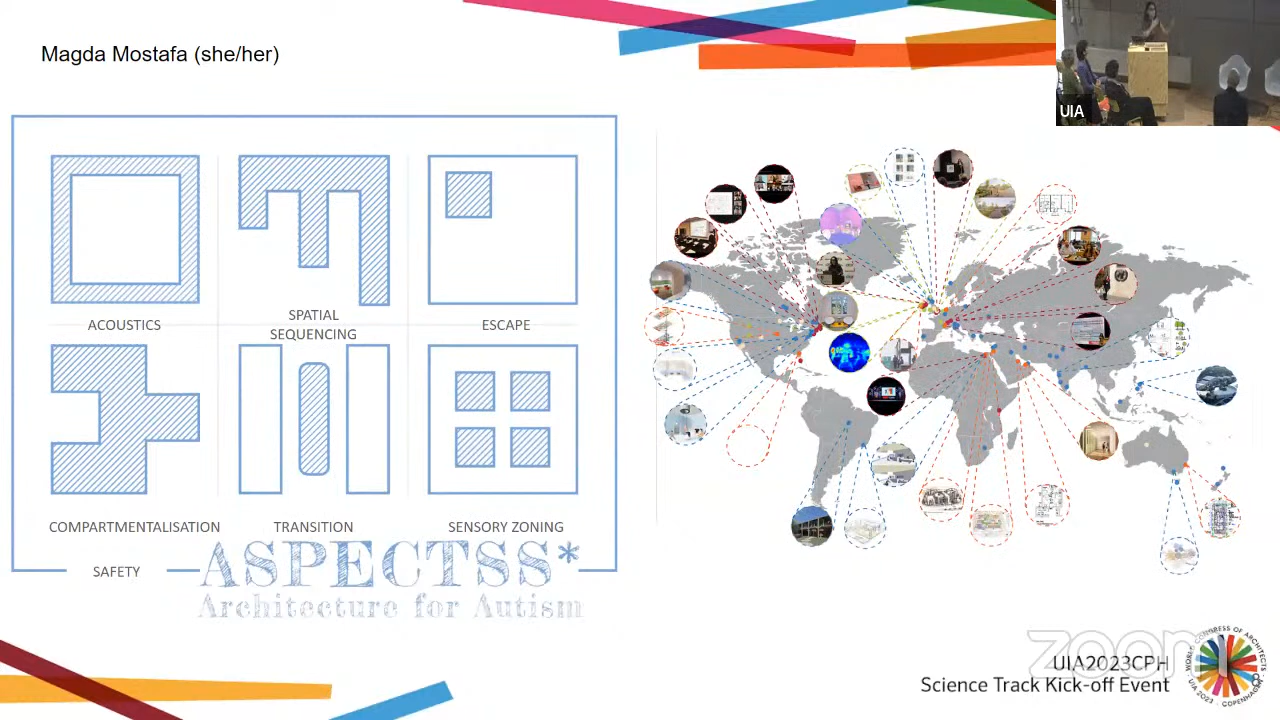 Magda Mostafa (she/her)
UIA
ACOUSTICS
SPATIAL
SEQUENCING
ESCAPE
COMPARTMENTALISATION
TRANSITION
SENSORY ZONING
SAFETY
ASPECTSS*
Architecture for Autism
zoom
UIA2023CPH
Science Track Kick-off Event
WORLD CONGRESS OF ARCHITECTS
UIA 2023 COPENHAGEN